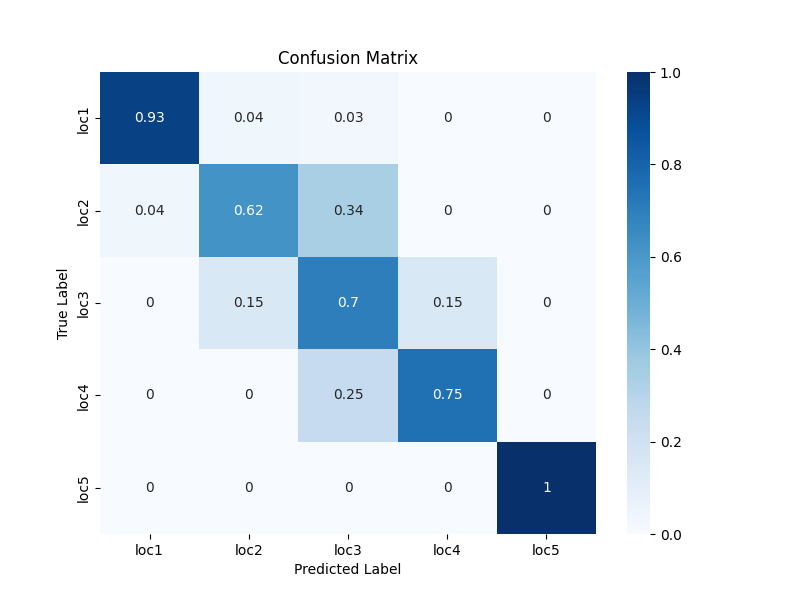 Confusion Matrix
True Label
loc1 0.93 0.04 0.03 0 0
loc2 0.04 0.62 0.34 0 0
loc3 0 0.15 0.7 0.15 0
loc4 0 0 0.25 0.75 0
loc5 0 0 0 0 1
loc1 loc2 loc3 loc4 loc5
Predicted Label
1.0
0.8
0.6
0.4
0.2
0.0